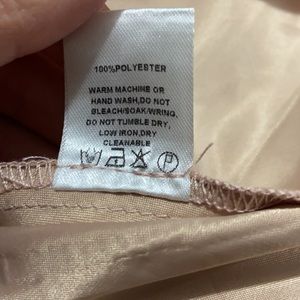 100%POLYESTER
WARM MACHINE OR
HAND WASH,DO NOT
BLEACH/SOAK/WRING,
DO NOT TUMBLE DRY,
LOW IRON,DRY
CLEANABLE
P